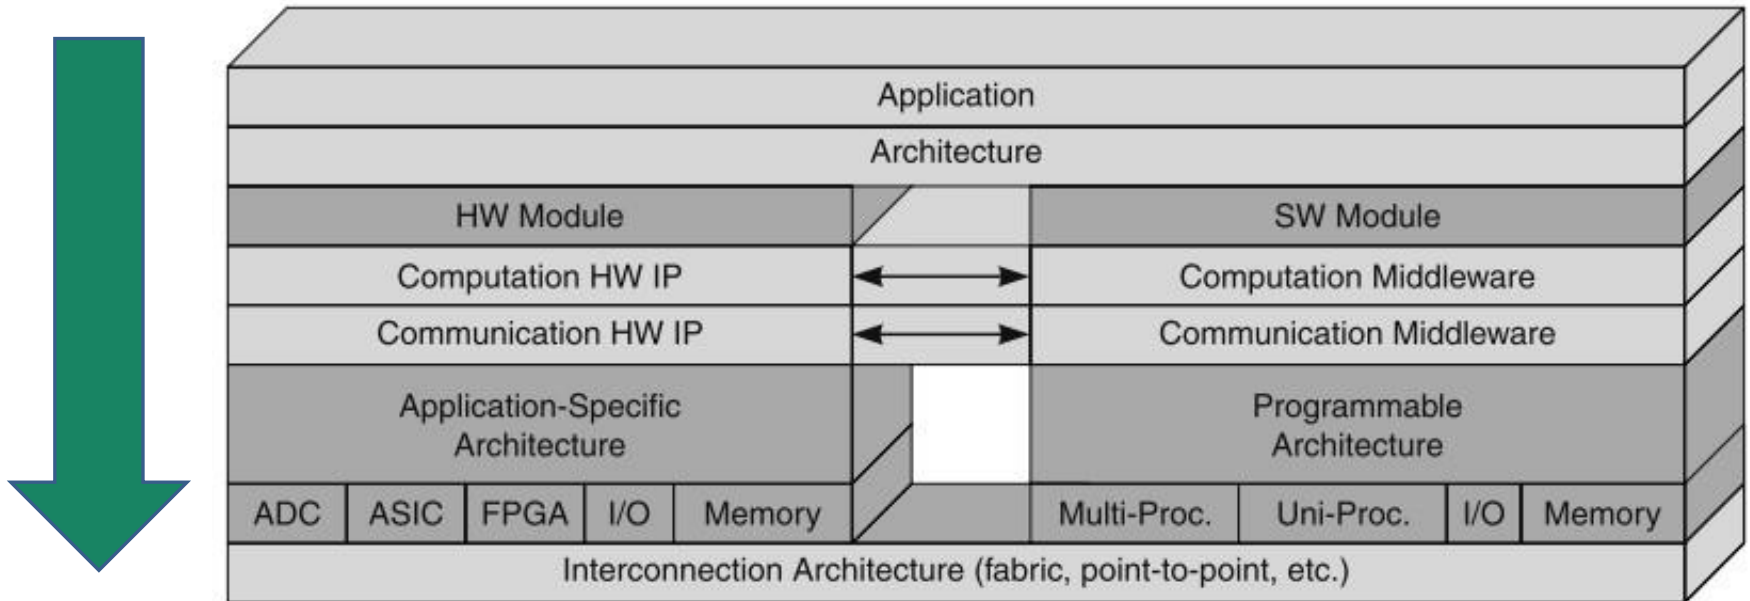 Application
Architecture
HW Module
SW Module
Computation HW IP
Computation Middleware
Communication HW IP
Communication Middleware
Application-Specific
Architecture
Programmable
Architecture
ADC
ASIC
FPGA
I/O
Memory
Multi-Proc.
Uni-Proc.
I/O
Memory
Interconnection Architecture (fabric, point-to-point, etc.)